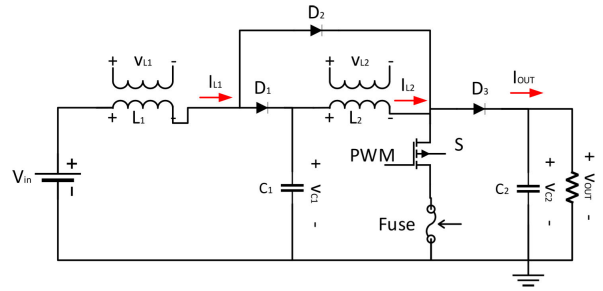 D2
+ VL1 -
+ VL2 -
IL1
D1
IL2
D3
IOUT
+ L1 -
+ L2 -
Vin
+
-
C1
+ VC1 -
PWM
S
Fuse
C2
+ VC2 -
+ VOUT -